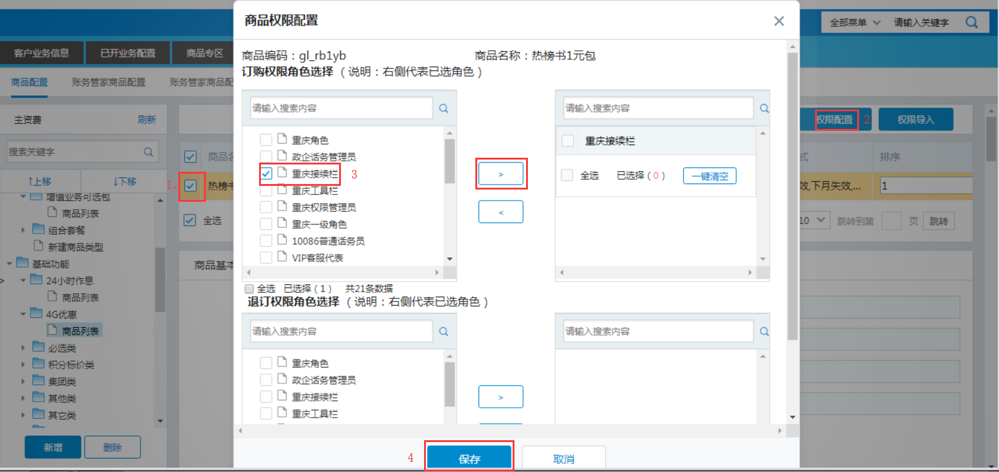 全部菜单 请输入关键字
客户业务信息 已开业务配置 商品专区
商品配置 账务管家商品配置 账务管家商品配
主资费 刷新
搜索关键字
↑上移 ↓下移
增值业务可选包
商品列表
组合套餐
新建商品类型
基础功能
>
24小时作息
商品列表
4G优惠
商品列表
必选类
积分标价类
集团类
其他类
其它类
新增 删除
商品名
1、 热榜书
全选
商品基本
商品权限配置
商品编码：gl_rb1yb 商品名称：热榜书1元包
订购权限角色选择 （说明：右侧代表已选角色）
请输入搜索内容
重庆角色
政企话务管理员
重庆接续栏 3
重庆工具栏
重庆权限管理员
重庆一级角色
10086普通话务员
VIP客服代表
全选 已选择（1） 共21条数据
>
<
请输入搜索内容
重庆接续栏
全选 已选择（0） 一键清空
退订权限角色选择 （说明：右侧代表已选角色）
请输入搜索内容
重庆角色
政企话务管理员
重庆接续栏
重庆工具栏
>
请输入搜索内容
4 保存 取消
权限配置 2 权限导入
式 排序
效,下月失效,... 1
10 跳转到第 页 跳转